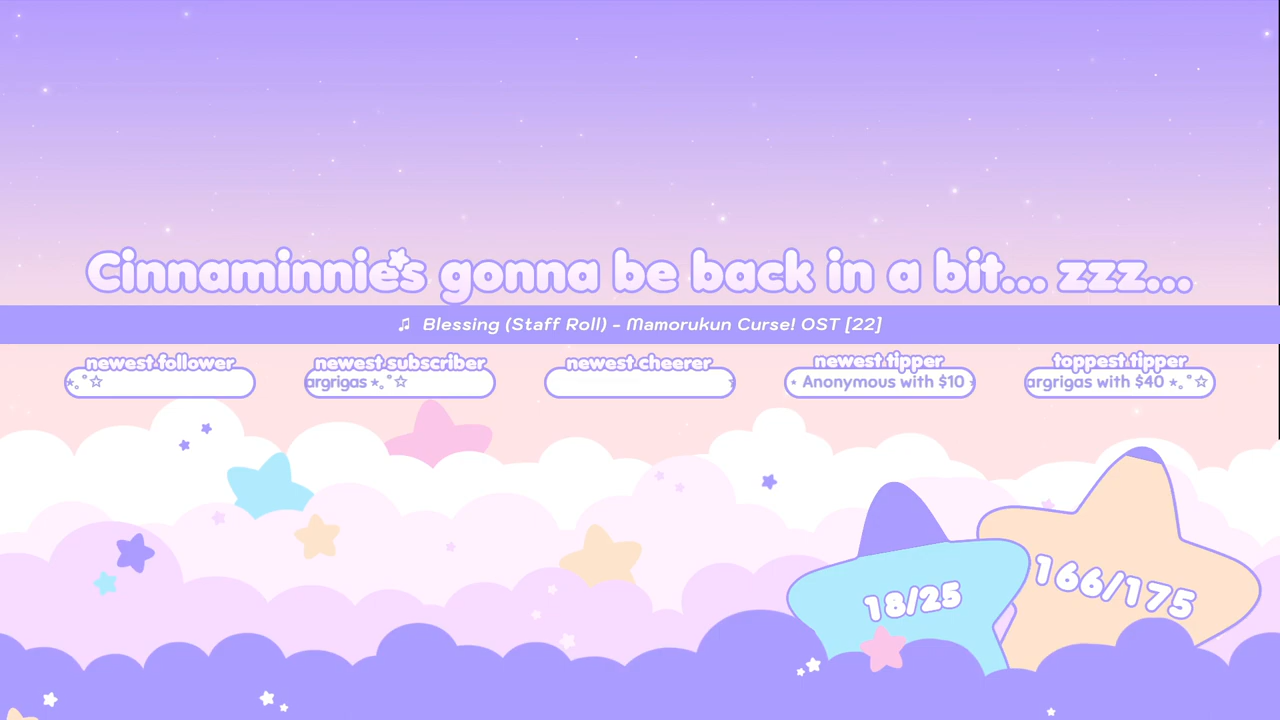 Cinnaminnies gonna be back in a bit... zzz...
♫ Blessing (Staff Roll) - Mamorukun Curse! OST [22]
newest follower
⋆｡˚☆
newest subscriber
argrigas ⋆｡˚☆
newest cheerer
newest tipper
⋆ Anonymous with $10
toppest tipper
argrigas with $40 ⋆｡˚☆
18/25
166/175